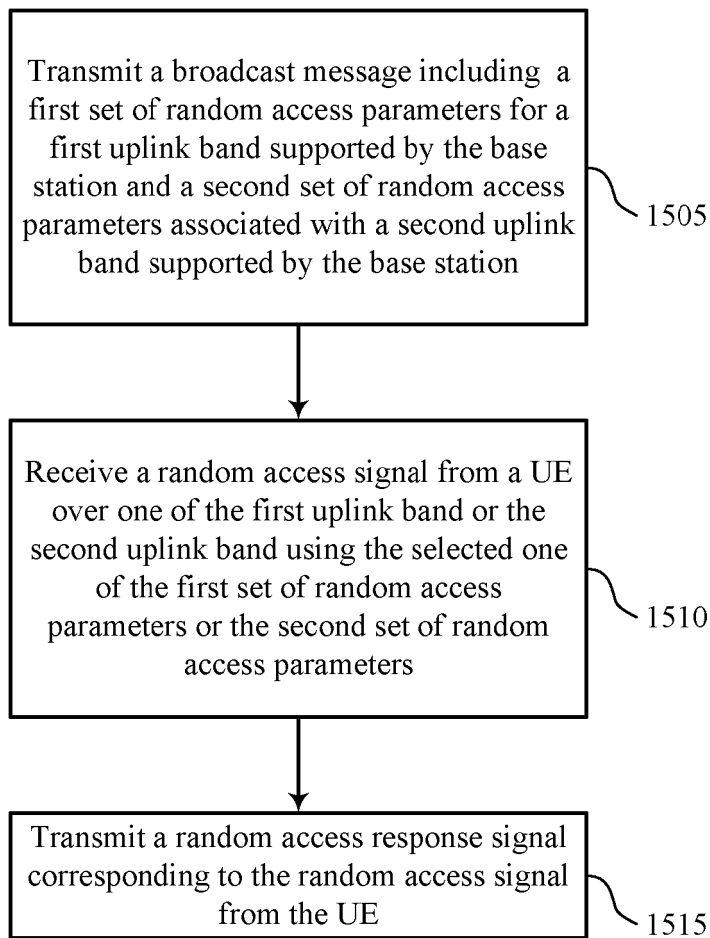 Transmit a broadcast message including a
first set of random access parameters for a
first uplink band supported by the base
station and a second set of random access
parameters associated with a second uplink
band supported by the base station
1505
Receive a random access signal from a UE
over one of the first uplink band or the
second uplink band using the selected one
of the first set of random access
parameters or the second set of random
access parameters
1510
Transmit a random access response signal
corresponding to the random access signal
from the UE
1515